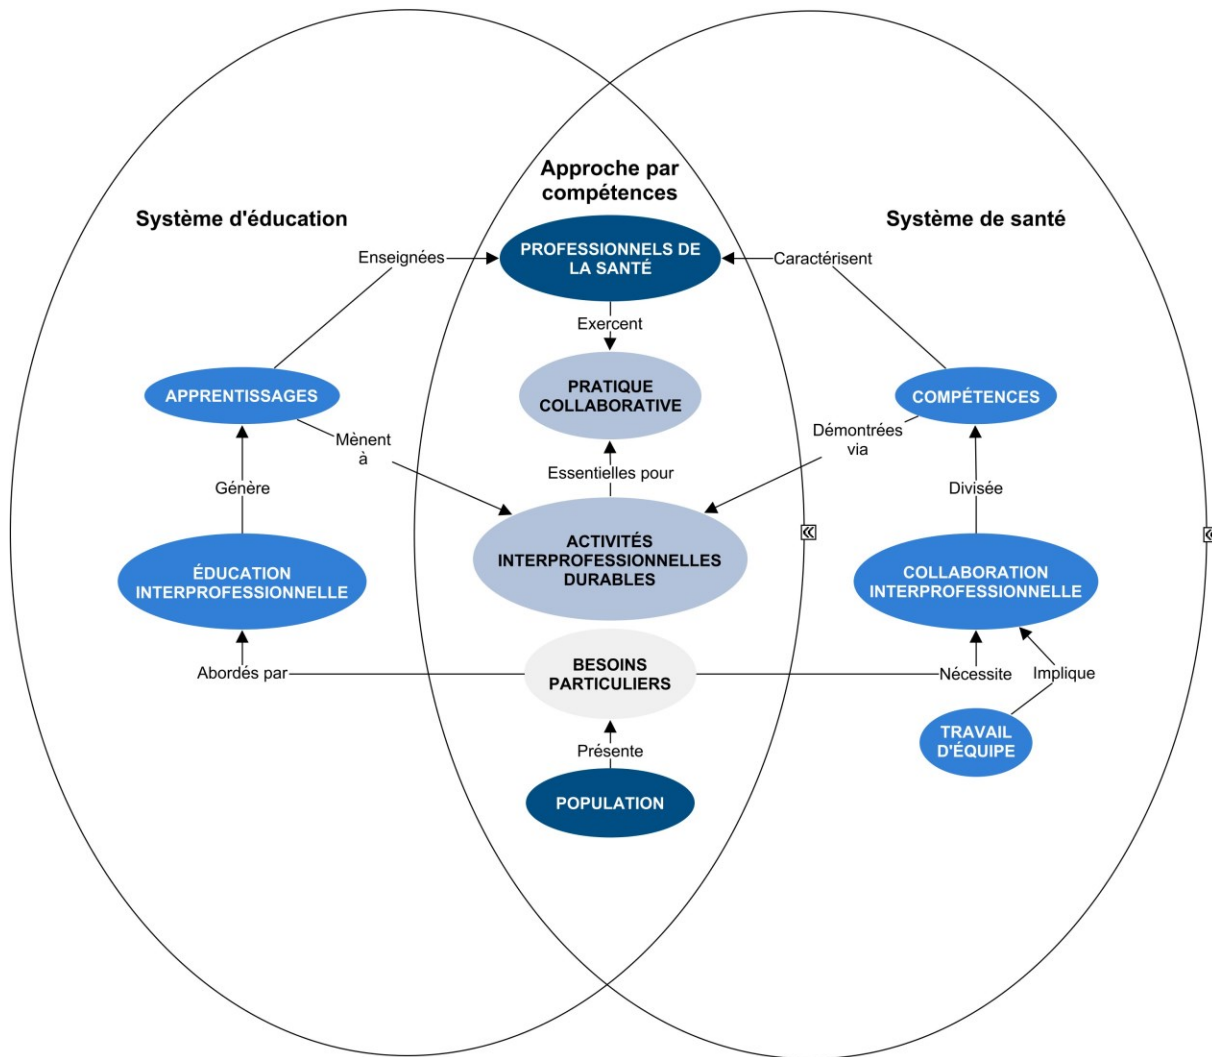 Approche par
compétences
Système d'éducation
Système de santé
PROFESSIONNELS DE
LA SANTÉ
Enseignées
Caractérisent
Exercent
APPRENTISSAGES
PRATIQUE
COLLABORATIVE
COMPÉTENCES
Mènent
à
Démontrées
via
Essentielles pour
Génère
Divisée
ACTIVITÉS
INTERPROFESSIONNELLES
DURABLES
ÉDUCATION
INTERPROFESSIONNELLE
COLLABORATION
INTERPROFESSIONNELLE
Abordés par
BESOINS
PARTICULIERS
Nécessite
Implique
TRAVAIL
D'ÉQUIPE
Présente
POPULATION